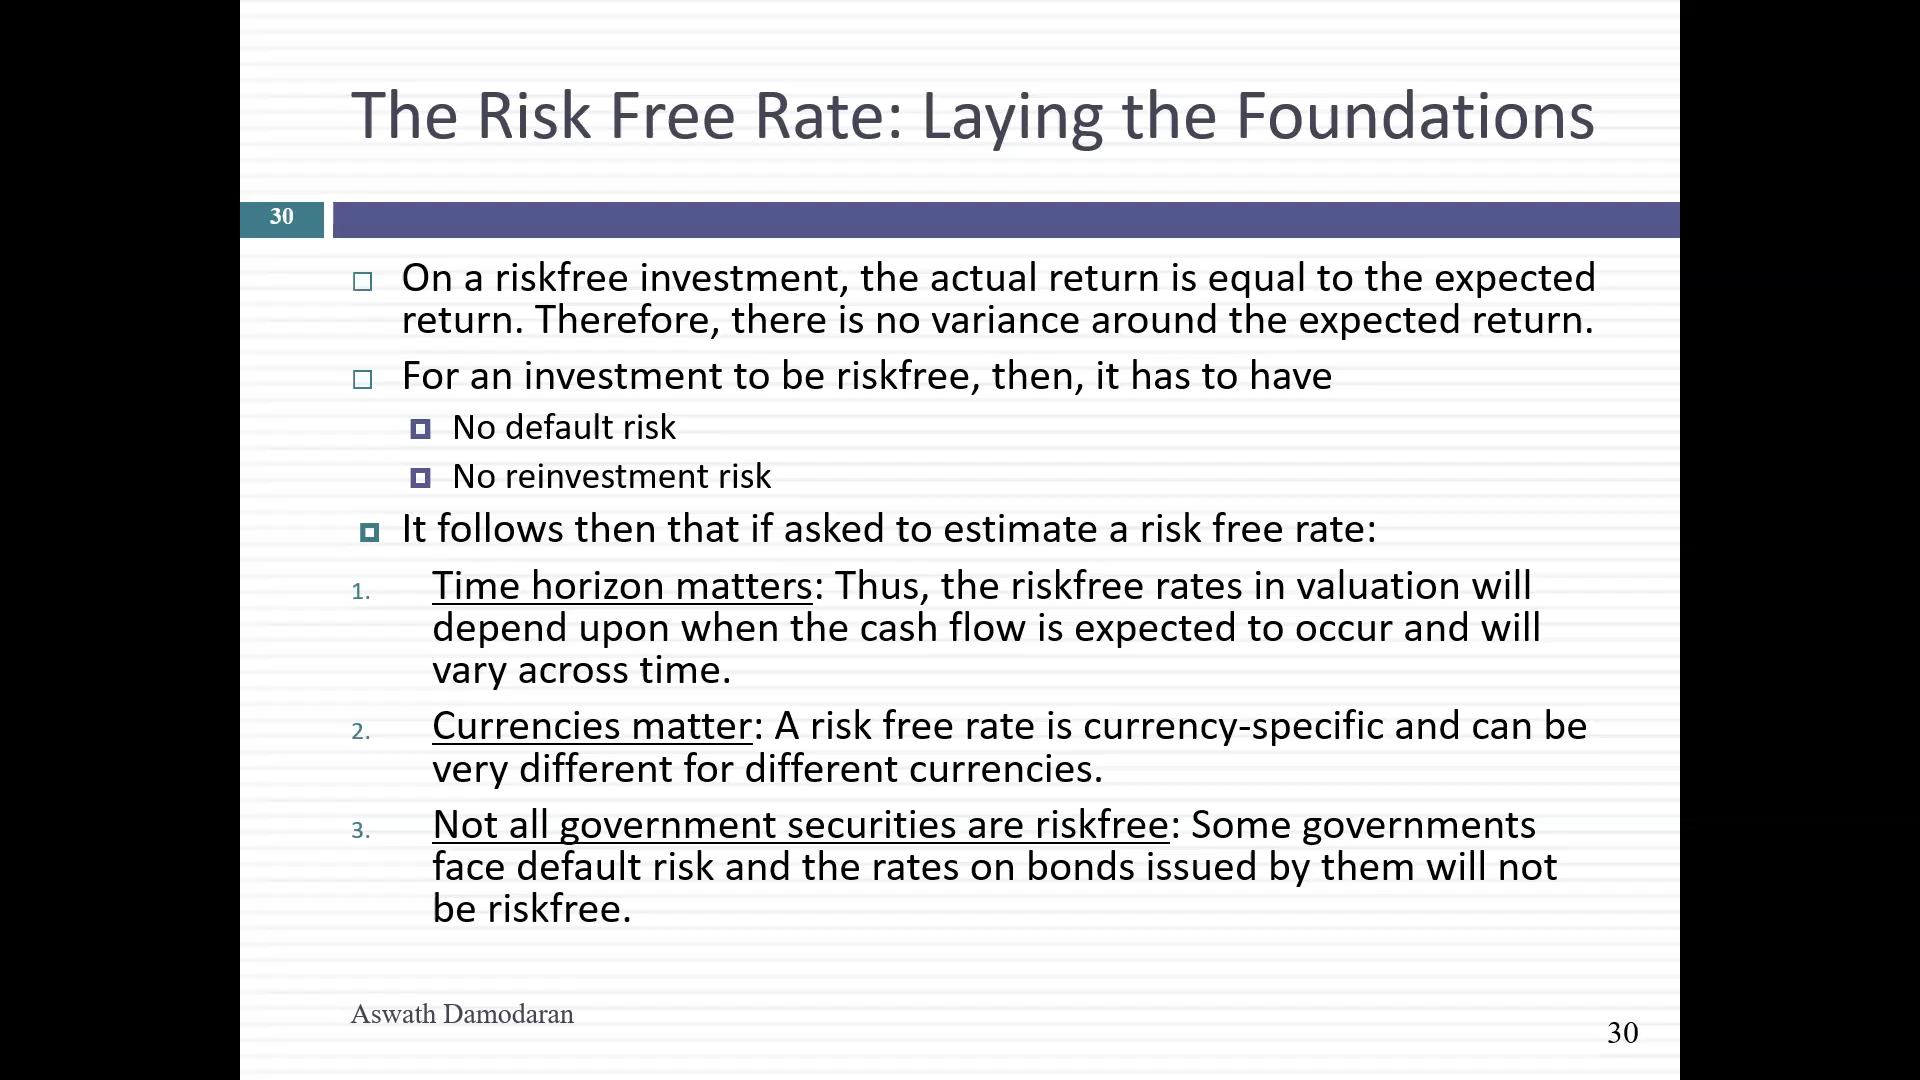 The Risk Free Rate: Laying the Foundations
30
On a riskfree investment, the actual return is equal to the expected
return. Therefore, there is no variance around the expected return.
For an investment to be riskfree, then, it has to have
No default risk
No reinvestment risk
It follows then that if asked to estimate a risk free rate:
1. Time horizon matters: Thus, the riskfree rates in valuation will
depend upon when the cash flow is expected to occur and will
vary across time.
2. Currencies matter: A risk free rate is currency-specific and can be
very different for different currencies.
3. Not all government securities are riskfree: Some governments
face default risk and the rates on bonds issued by them will not
be riskfree.
Aswath Damodaran
30